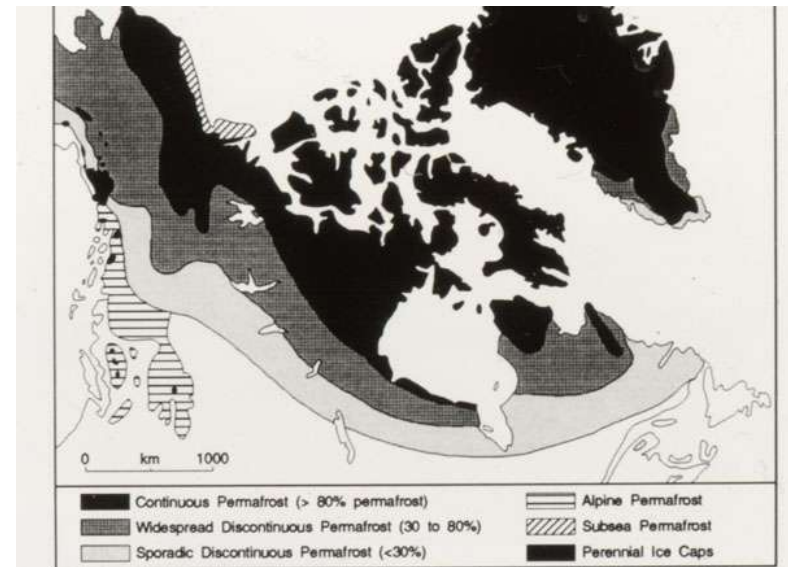 0 km 1000
Continuous Permafrost (> 80% permafrost)
Widespread Discontinuous Permafrost (30 to 80%)
Sporadic Discontinuous Permafrost (<30%)
Alpine Permafrost
Subsea Permafrost
Perennial Ice Caps